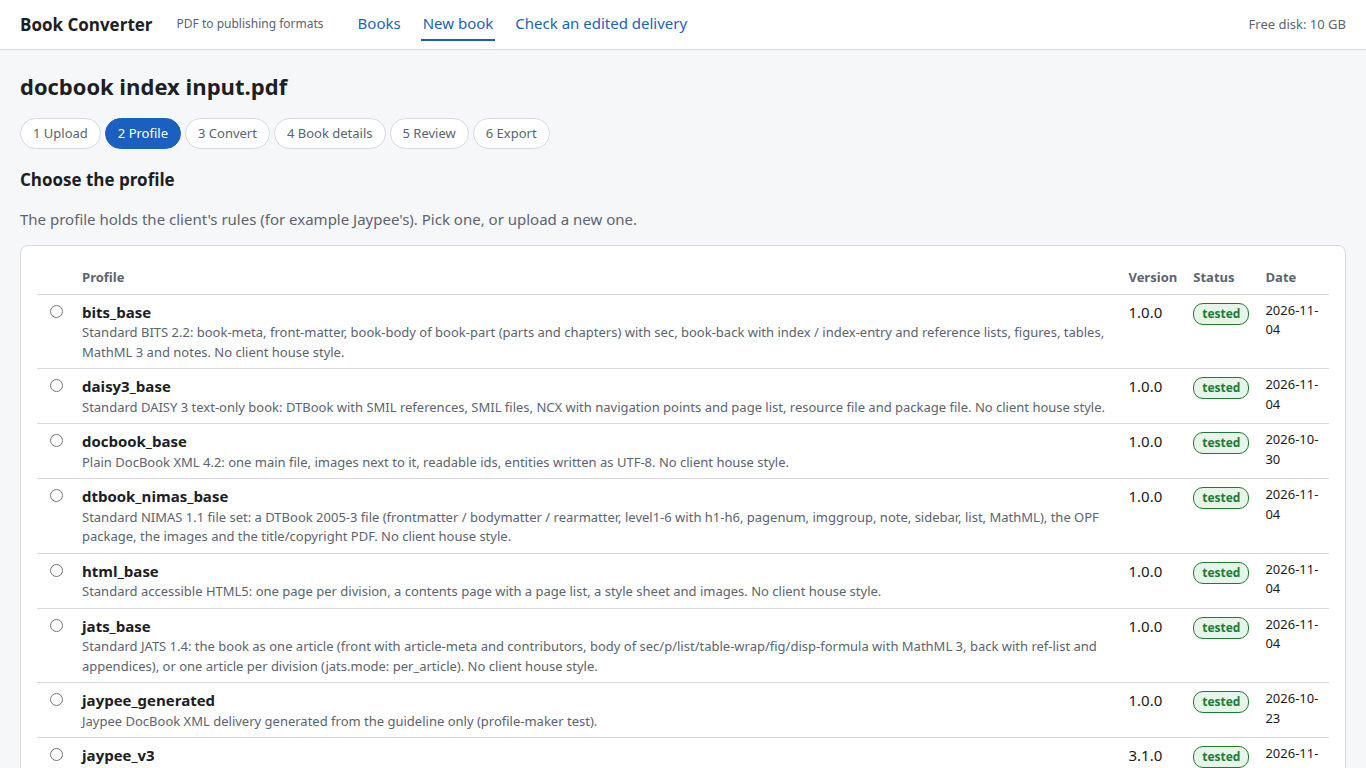 Book Converter PDF to publishing formats Books New book Check an edited delivery Free disk: 10 GB
docbook index input.pdf
1 Upload 2 Profile 3 Convert 4 Book details 5 Review 6 Export
Choose the profile
The profile holds the client's rules (for example Jaypee's). Pick one, or upload a new one.
Profile Version Status Date
bits_base 1.0.0 tested 2026-11-
04
Standard BITS 2.2: book-meta, front-matter, book-body of book-part (parts and chapters) with sec, book-back with index / index-entry and reference lists, figures, tables,
MathML 3 and notes. No client house style.
daisy3_base 1.0.0 tested 2026-11-
04
Standard DAISY 3 text-only book: DTBook with SMIL references, SMIL files, NCX with navigation points and page list, resource file and package file. No client house style.
docbook_base 1.0.0 tested 2026-10-
30
Plain DocBook XML 4.2: one main file, images next to it, readable ids, entities written as UTF-8. No client house style.
dtbook_nimas_base 1.0.0 tested 2026-11-
04
Standard NIMAS 1.1 file set: a DTBook 2005-3 file (frontmatter / bodymatter / rearmatter, level1-6 with h1-h6, pagenum, imggroup, note, sidebar, list, MathML), the OPF
package, the images and the title/copyright PDF. No client house style.
html_base 1.0.0 tested 2026-11-
04
Standard accessible HTML5: one page per division, a contents page with a page list, a style sheet and images. No client house style.
jats_base 1.0.0 tested 2026-11-
04
Standard JATS 1.4: the book as one article (front with article-meta and contributors, body of sec/p/list/table-wrap/fig/disp-formula with MathML 3, back with ref-list and
appendices), or one article per division (jats.mode: per_article). No client house style.
jaypee_generated 1.0.0 tested 2026-10-
23
Jaypee DocBook XML delivery generated from the guideline only (profile-maker test).
jaypee_v3 3.1.0 tested 2026-11-